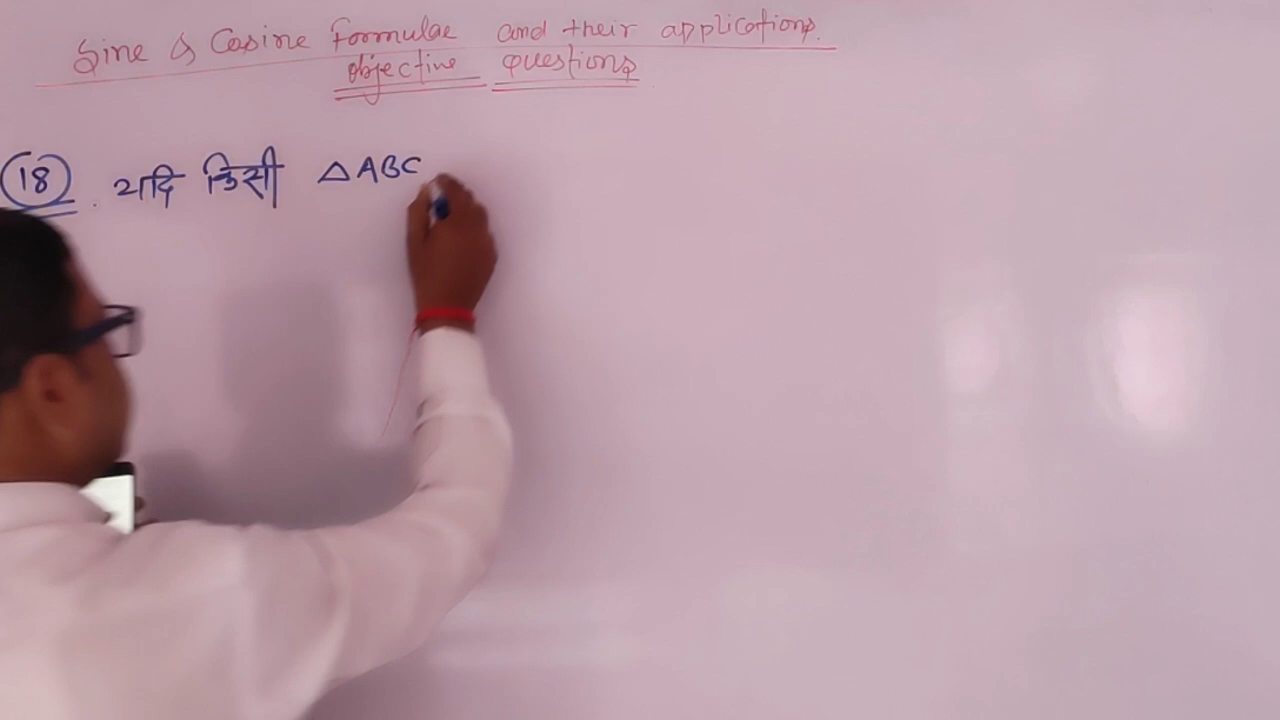 Sine & Cosine Formulae and their applications.
objective questions
18. यदि किसी △ABC